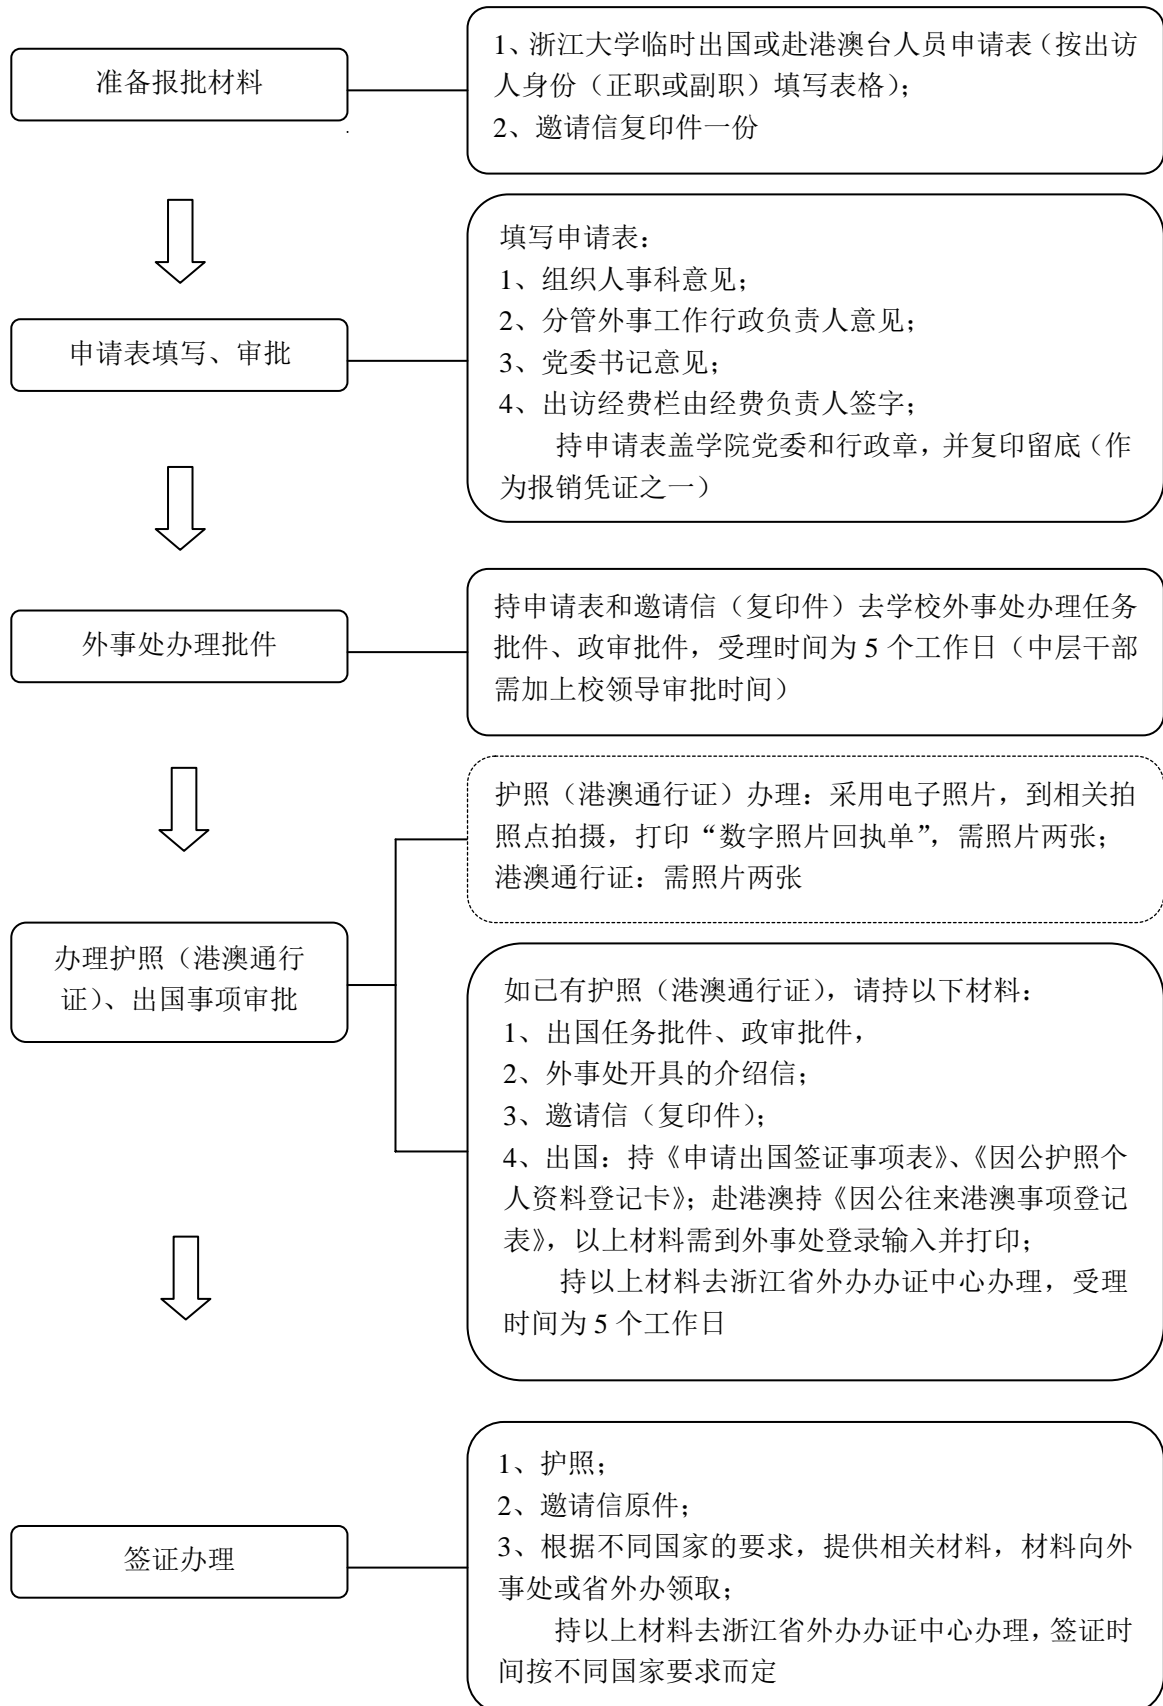 准备报批材料
1、浙江大学临时出国或赴港澳台人员申请表（按出访
人身份（正职或副职）填写表格）；
2、邀请信复印件一份
申请表填写、审批
填写申请表：
1、组织人事科意见；
2、分管外事工作行政负责人意见；
3、党委书记意见；
4、出访经费栏由经费负责人签字；
持申请表盖学院党委和行政章，并复印留底（作
为报销凭证之一）
外事处办理批件
持申请表和邀请信（复印件）去学校外事处办理任务
批件、政审批件，受理时间为 5 个工作日（中层干部
需加上校领导审批时间）
护照（港澳通行证）办理：采用电子照片，到相关拍
照点拍摄，打印“数字照片回执单”，需照片两张；
港澳通行证：需照片两张
办理护照（港澳通行
证）、出国事项审批
如已有护照（港澳通行证），请持以下材料：
1、出国任务批件、政审批件，
2、外事处开具的介绍信；
3、邀请信（复印件）；
4、出国：持《申请出国签证事项表》、《因公护照个
人资料登记卡》；赴港澳持《因公往来港澳事项登记
表》，以上材料需到外事处登录输入并打印；
持以上材料去浙江省外办办证中心办理，受理
时间为 5 个工作日
签证办理
1、护照；
2、邀请信原件；
3、根据不同国家的要求，提供相关材料，材料向外
事处或省外办领取；
持以上材料去浙江省外办办证中心办理，签证时
间按不同国家要求而定